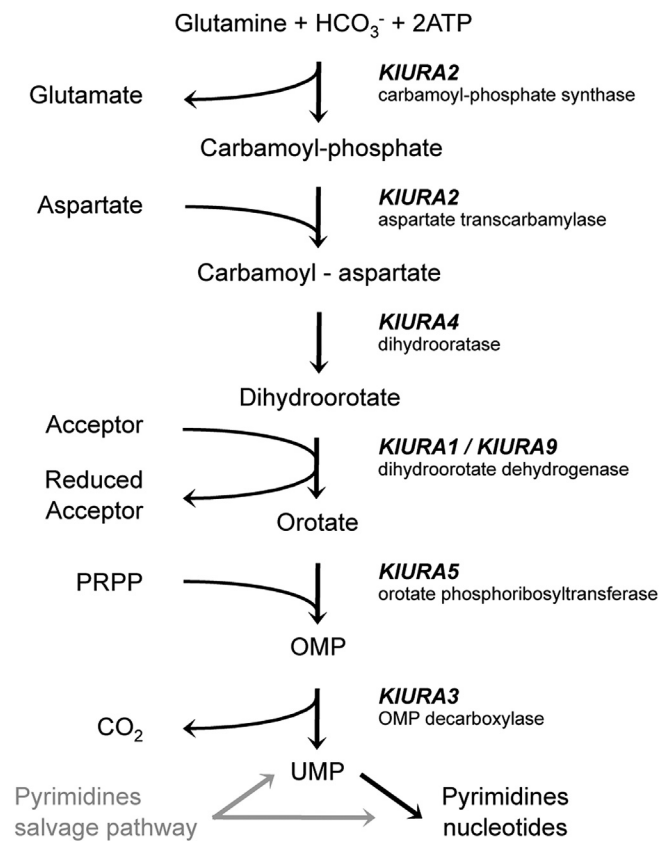 Glutamine + HCO₃⁻ + 2ATP
KlURA2
carbamoyl-phosphate synthase
Glutamate
Carbamoyl-phosphate
KlURA2
aspartate transcarbamylase
Aspartate
Carbamoyl - aspartate
KlURA4
dihydrooratase
Dihydroorotate
Acceptor
KlURA1 / KlURA9
dihydroorotate dehydrogenase
Reduced
Acceptor
Orotate
KlURA5
orotate phosphoribosyltransferase
PRPP
OMP
KlURA3
OMP decarboxylase
CO₂
UMP
Pyrimidines
salvage pathway
Pyrimidines
nucleotides